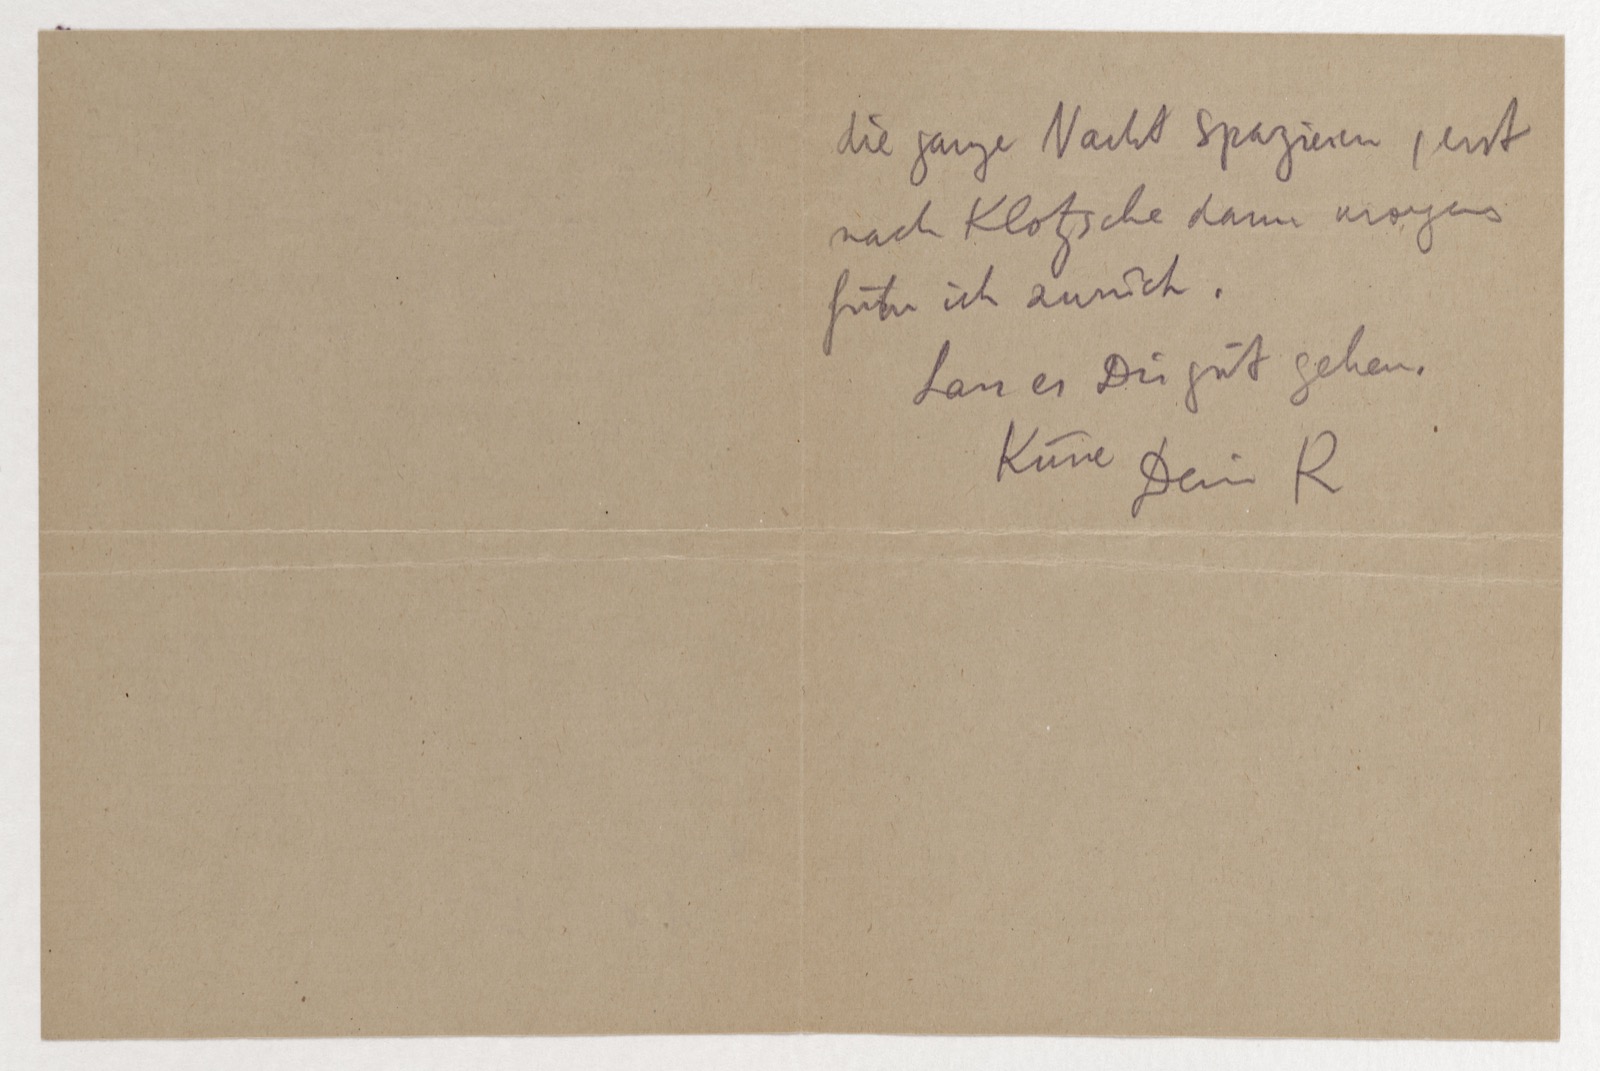 die ganze Nacht spazieren, erst
nach Klotzsche dann morgens
fuhr ich zurück.
Lass es Dir gut gehen.
Küsse Dein R